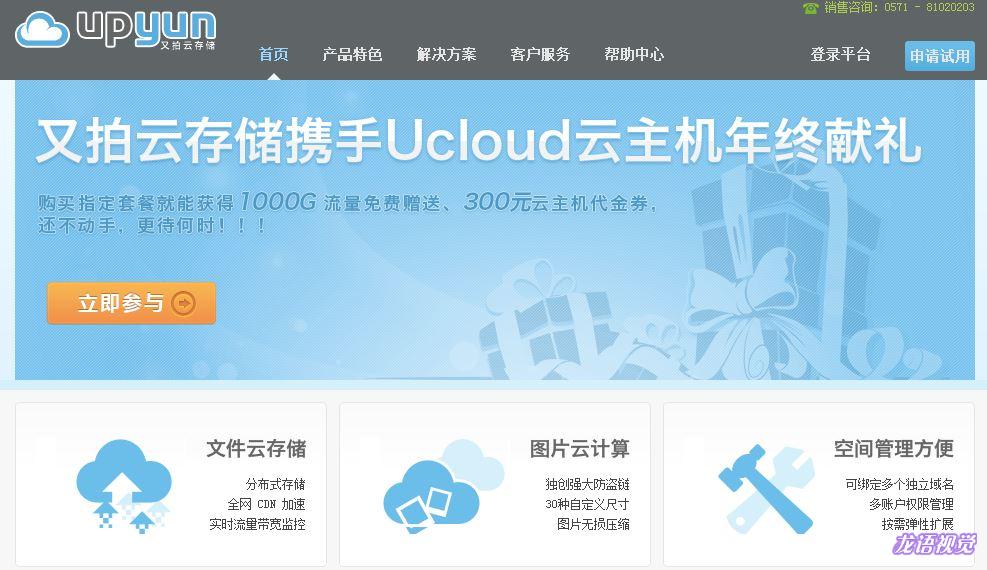 销售咨询: 0571 - 81020203
upyun
又拍云存储
首页 产品特色 解决方案 客户服务 帮助中心 登录平台 申请试用
又拍云存储携手Ucloud云主机年终献礼
购买指定套餐就能获得1000G 流量免费赠送、300元云主机代金券,
还不动手, 更待何时! ! !
立即参与
文件云存储
分布式存储
全网 CDN 加速
实时流量带宽监控
图片云计算
独创强大防盗链
30种自定义尺寸
图片无损压缩
空间管理方便
可绑定多个独立域名
多账户权限管理
按需弹性扩展
龙语视觉